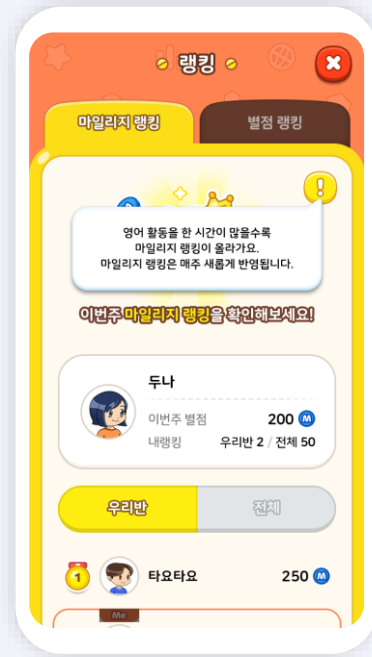 랭킹
마일리지 랭킹
별점 랭킹
영어 활동을 한 시간이 많을수록
마일리지 랭킹이 올라가요.
마일리지 랭킹은 매주 새롭게 반영됩니다.
이번주 마일리지 랭킹을 확인해보세요!
두나
이번주 별점 200 M
내랭킹 우리반 2 / 전체 50
우리반
전체
1 타요타요 250 M
Me